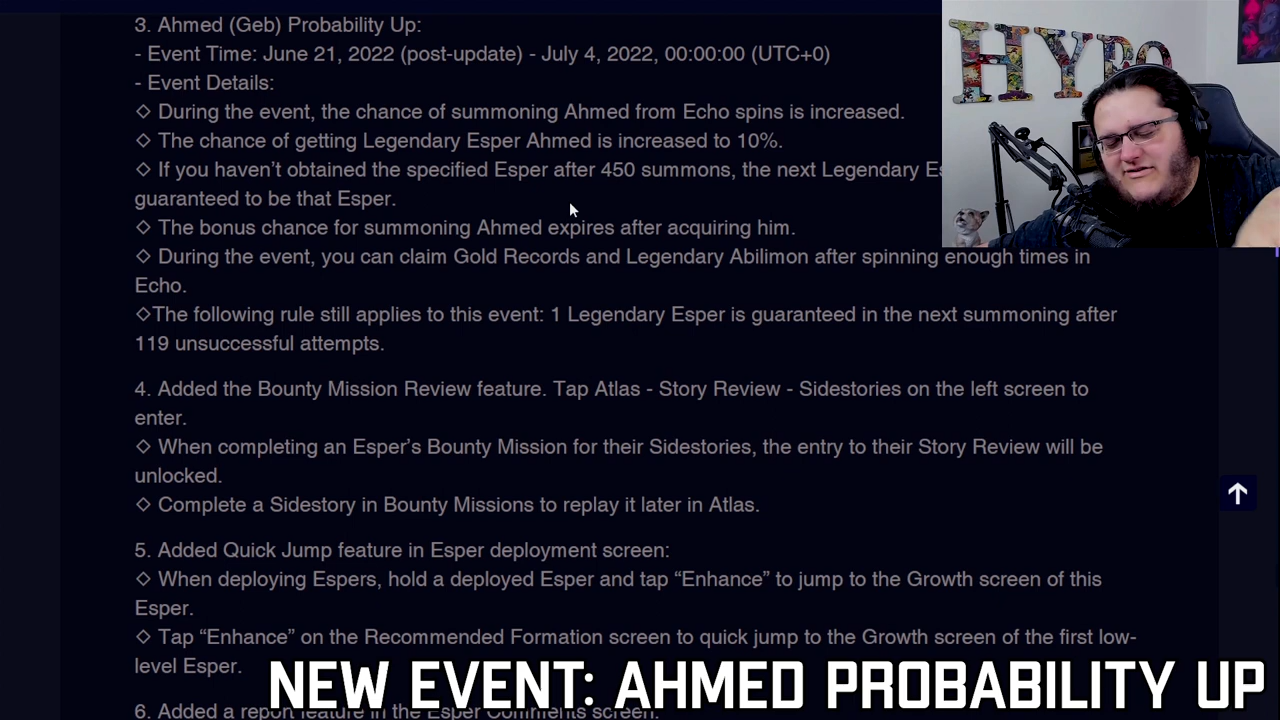 HYPO
3. Ahmed (Geb) Probability Up:
- Event Time: June 21, 2022 (post-update) - July 4, 2022, 00:00:00 (UTC+0)
- Event Details:
◇ During the event, the chance of summoning Ahmed from Echo spins is increased.
◇ The chance of getting Legendary Esper Ahmed is increased to 10%.
◇ If you haven’t obtained the specified Esper after 450 summons, the next Legendary
guaranteed to be that Esper.
◇ The bonus chance for summoning Ahmed expires after acquiring him.
◇ During the event, you can claim Gold Records and Legendary Abilimon after spinning enough times in
Echo.
◇The following rule still applies to this event: 1 Legendary Esper is guaranteed in the next summoning after
119 unsuccessful attempts.
4. Added the Bounty Mission Review feature. Tap Atlas - Story Review - Sidestories on the left screen to
enter.
◇ When completing an Esper’s Bounty Mission for their Sidestories, the entry to their Story Review will be
unlocked.
◇ Complete a Sidestory in Bounty Missions to replay it later in Atlas.
5. Added Quick Jump feature in Esper deployment screen:
◇ When deploying Espers, hold a deployed Esper and tap “Enhance” to jump to the Growth screen of this
Esper.
◇ Tap “Enhance” on the Recommended Formation screen to quick jump to the Growth screen of the first low-
level Esper.
6. Added a report feature in the Esper Comments screen.
NEW EVENT: AHMED PROBABILITY UP